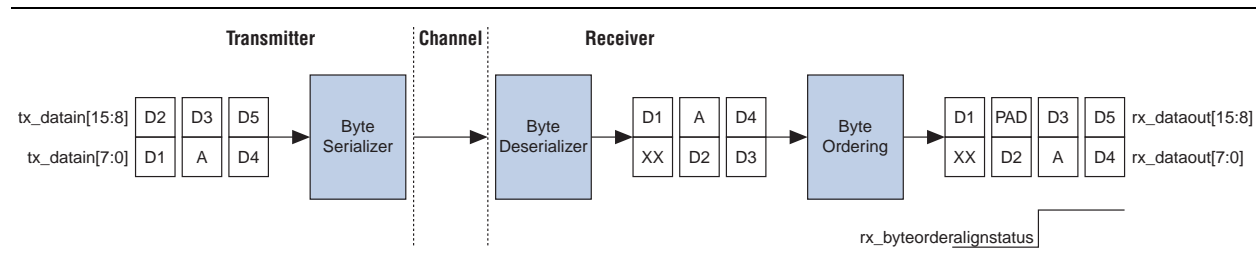 Transmitter Channel Receiver
tx_datain[15:8] D2 D3 D5
tx_datain[7:0] D1 A D4
Byte
Serializer
Byte
Deserializer
D1 A D4
XX D2 D3
Byte
Ordering
D1 PAD D3 D5 rx_dataout[15:8]
XX D2 A D4 rx_dataout[7:0]
rx_byteorderalignstatus